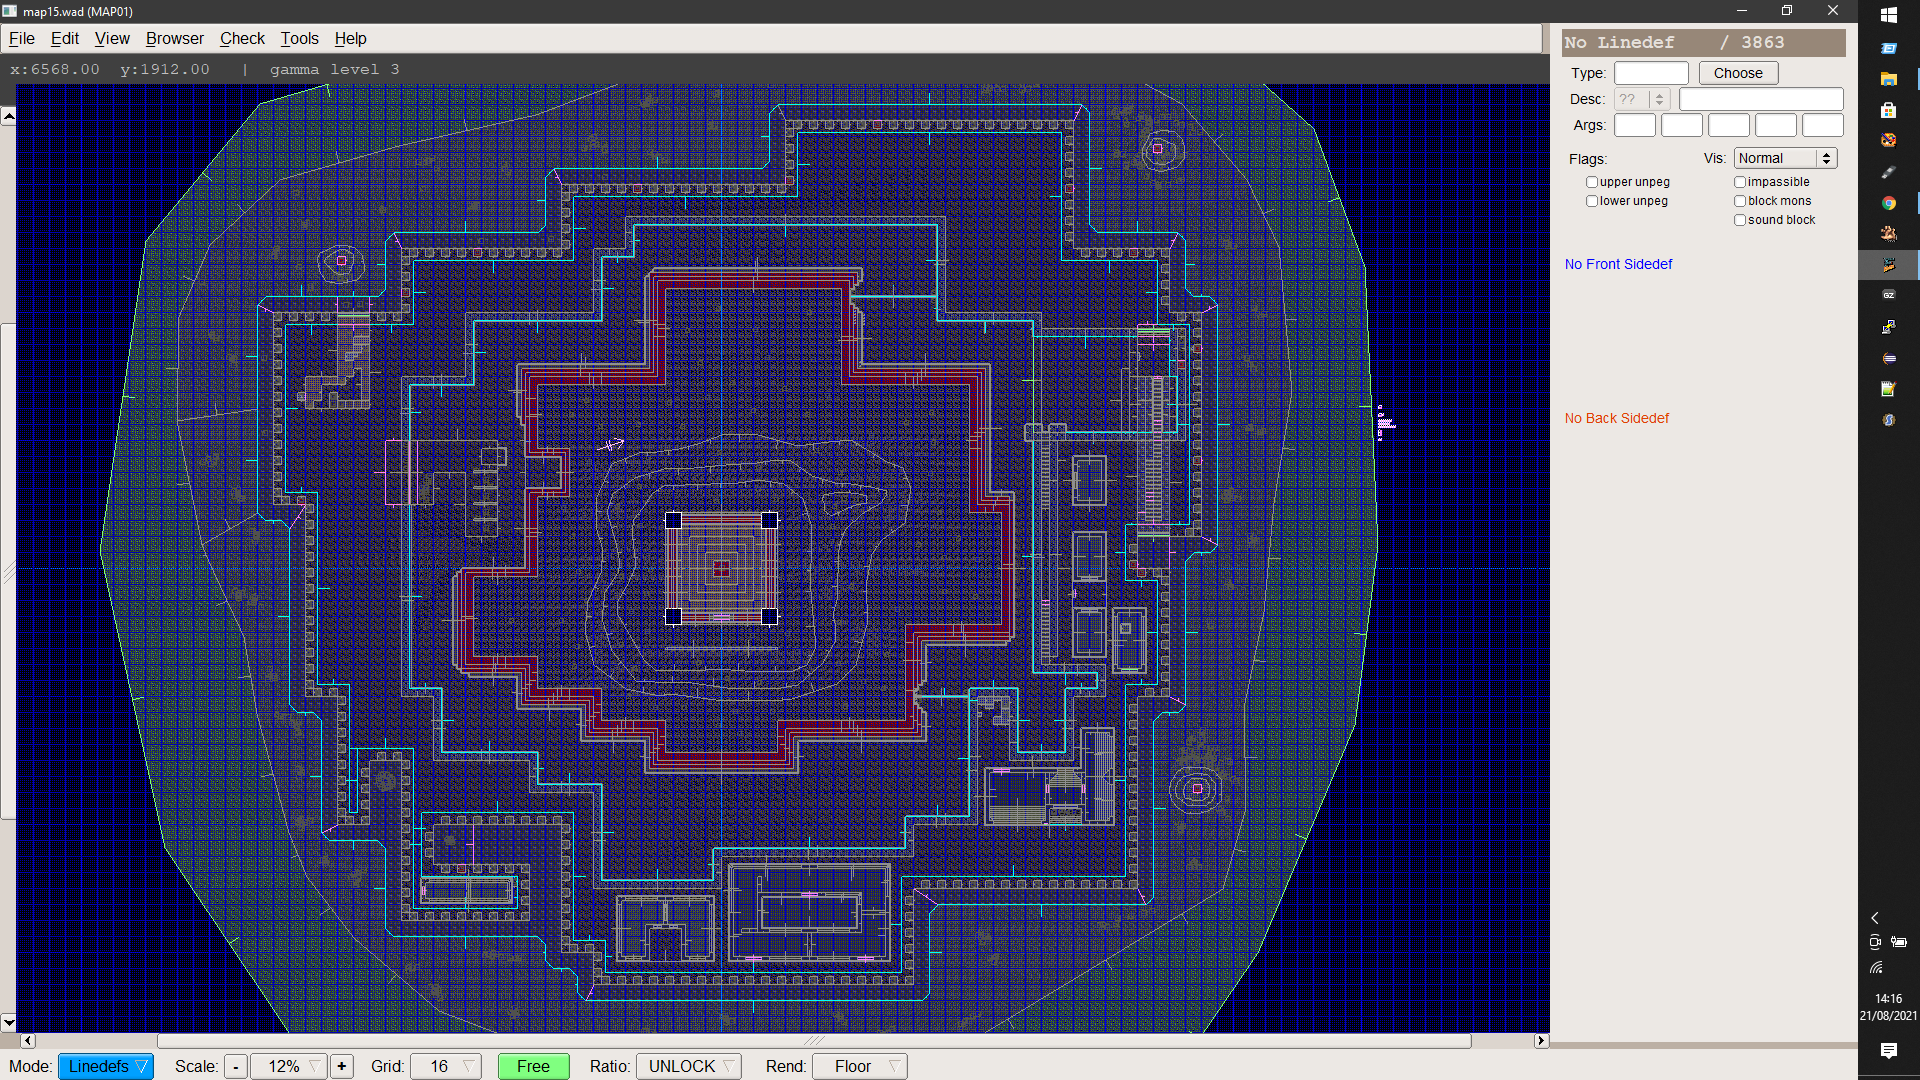 map15.wad (MAP01)
File Edit View Browser Check Tools Help
x:6568.00 y:1912.00 | gamma level 3
No Linedef / 3863
Type: Choose
Desc: ??
Args:
Flags: Vis: Normal
upper unpeg impassible
lower unpeg block mons
sound block
No Front Sidedef
No Back Sidedef
GZ
14:16
21/08/2021
Mode: Linedefs Scale: - 12% + Grid: 16 Free Ratio: UNLOCK Rend: Floor